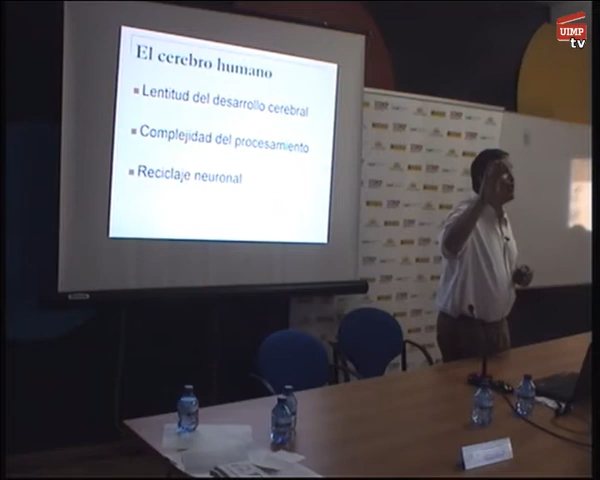 El cerebro humano
Lentitud del desarrollo cerebral
Complejidad del procesamiento
Reciclaje neuronal
UIMP
tv